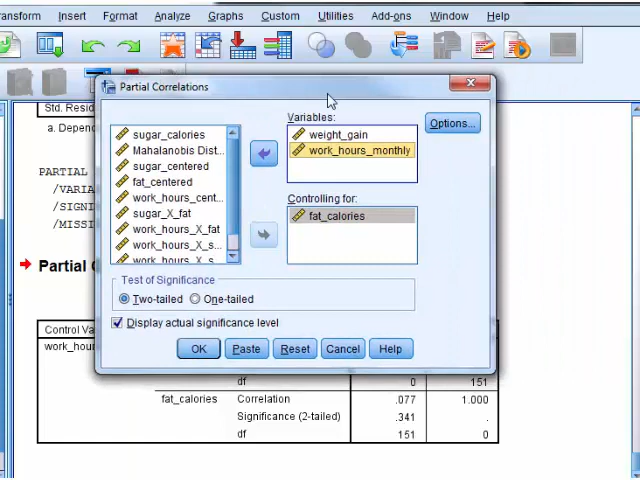 ransform Insert Format Analyze Graphs Custom Utilities Add-ons Window Help
Partial Correlations
Std. Resid
a. Depend
PARTIAL
/VARIA
/SIGNI
/MISSI
Partial C
Control Va
work_hour
sugar_calories
Mahalanobis Dist...
sugar_centered
fat_centered
work_hours_cent...
sugar_X_fat
work_hours_X_fat
work_hours_X_s...
work_hours_X_s...
Variables:
weight_gain
work_hours_monthly
Controlling for:
fat_calories
Options...
Test of Significance
Two-tailed One-tailed
Display actual significance level
OK Paste Reset Cancel Help
df 0 151
fat_calories Correlation .077 1.000
Significance (2-tailed) .341 .
df 151 0